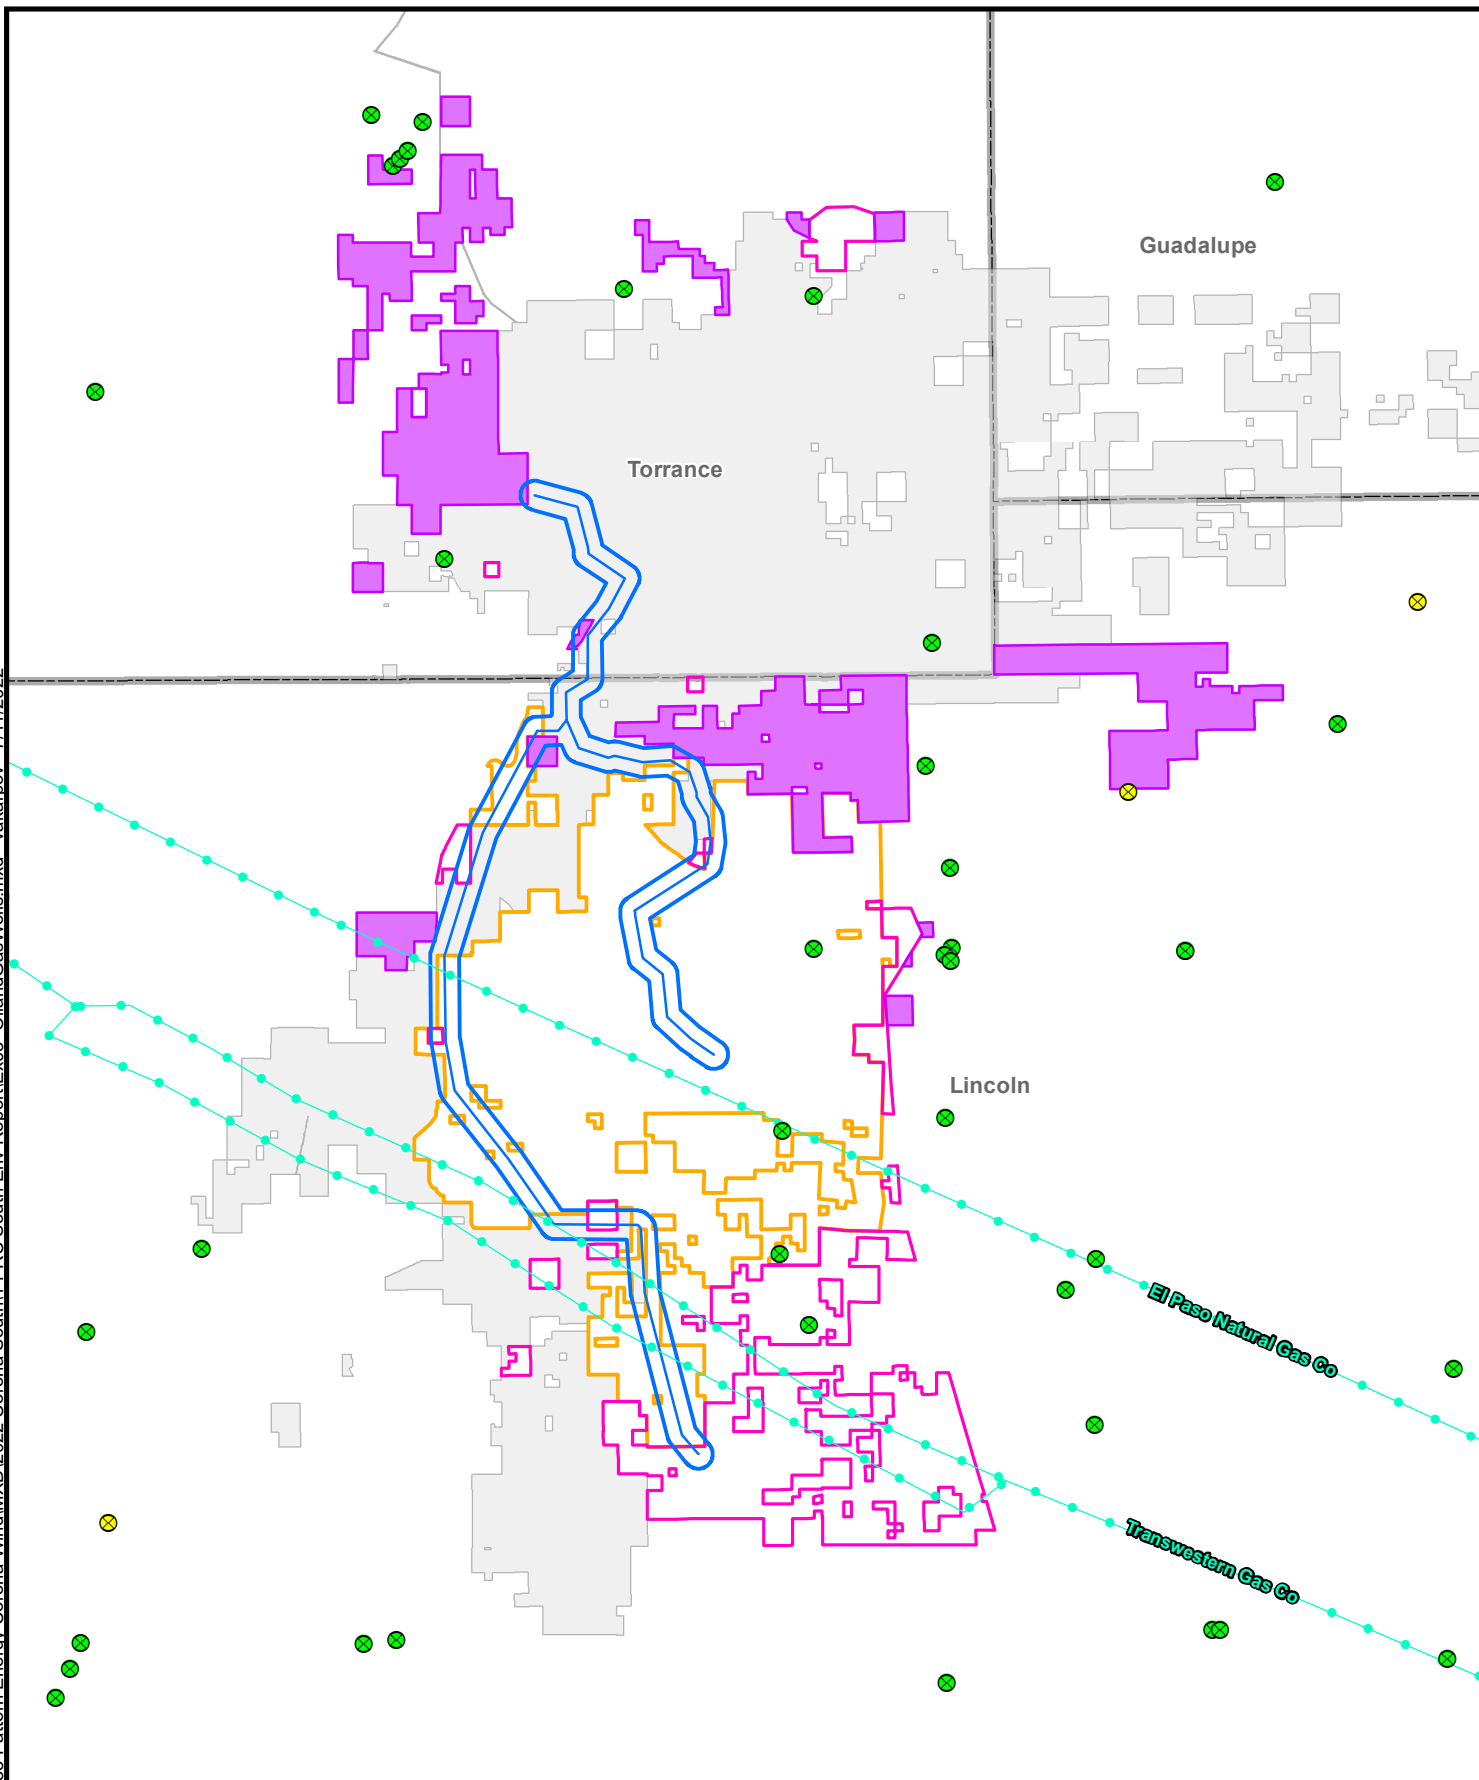 Guadalupe
Torrance
Lincoln
El Paso Natural Gas Co
Transwestern Gas Co